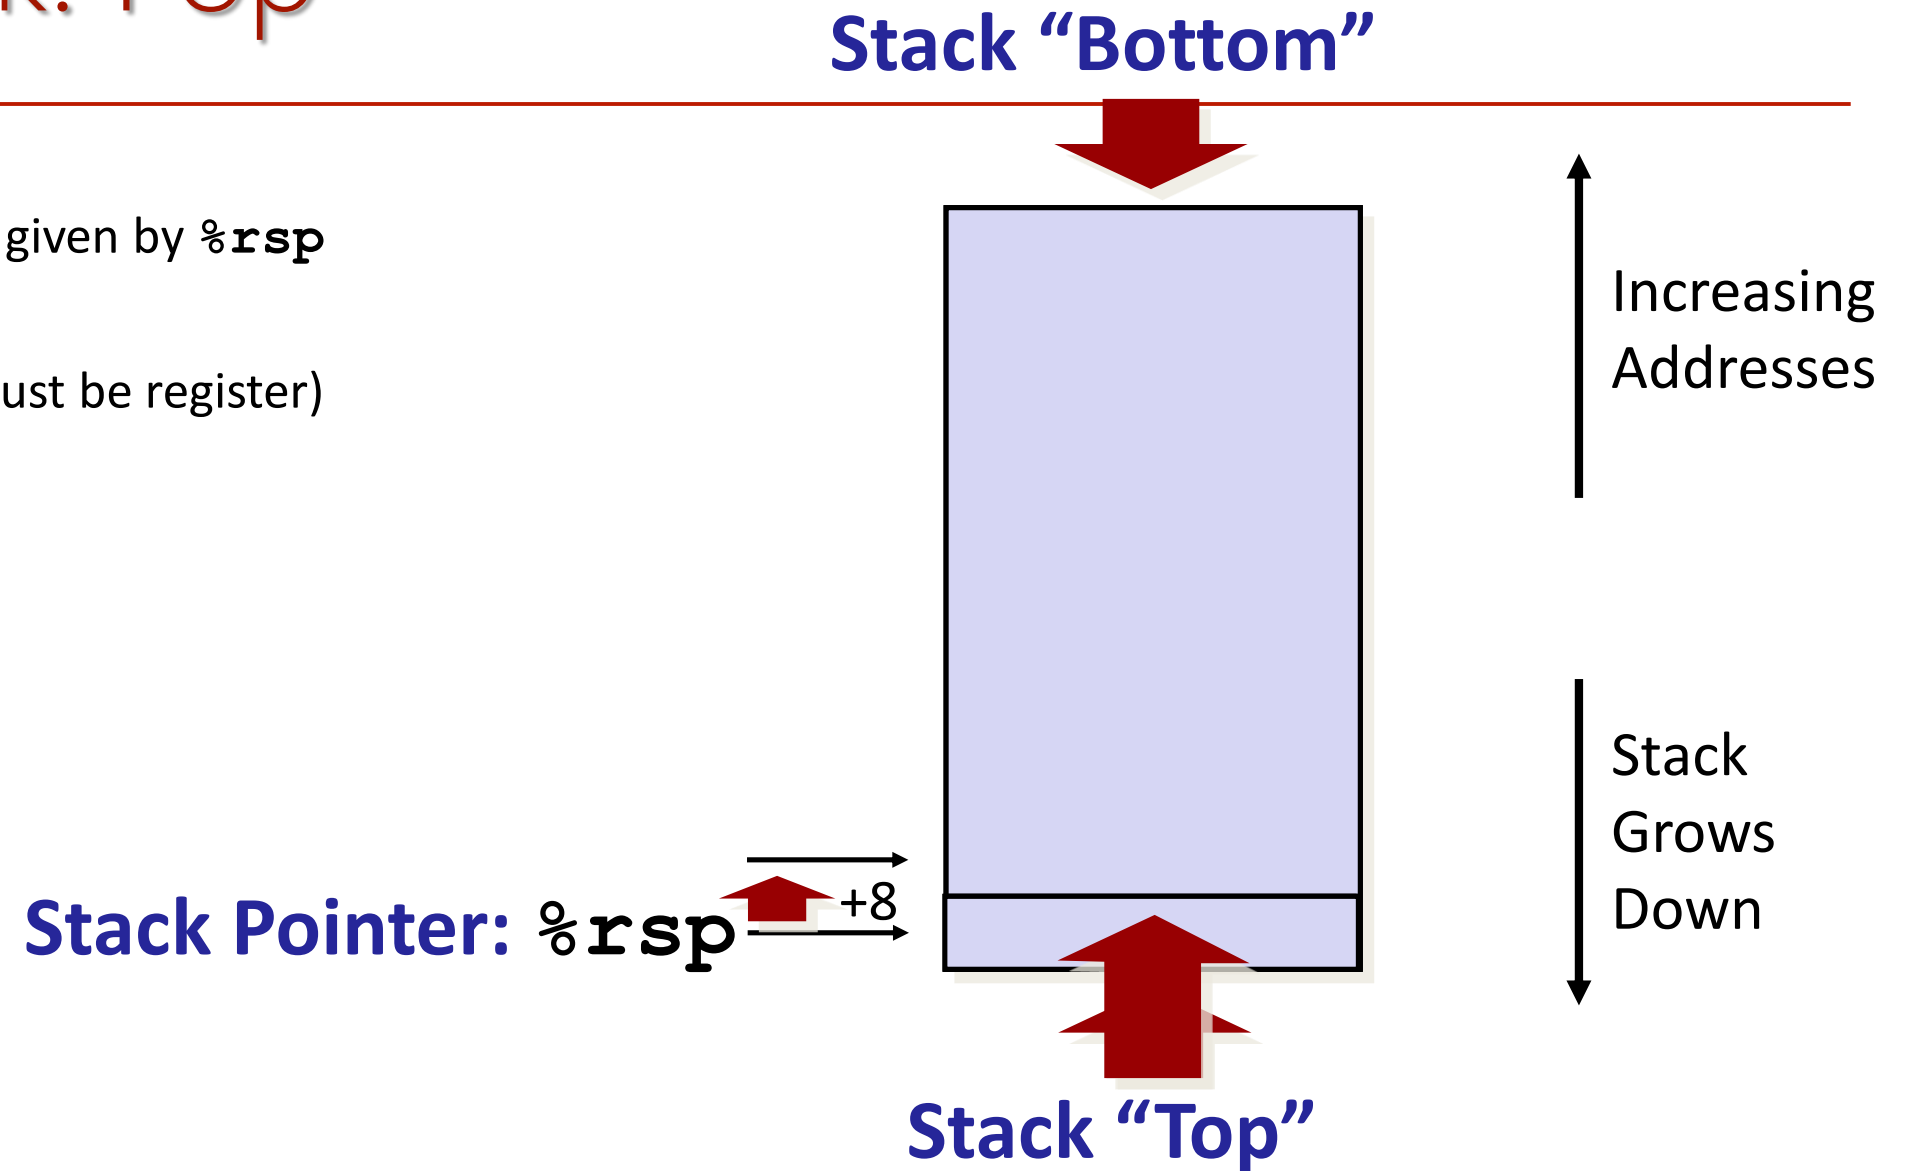 k: Pop
Stack “Bottom”
given by %rsp
ust be register)
Increasing
Addresses
Stack
Grows
Down
+8
Stack Pointer: %rsp
Stack “Top”